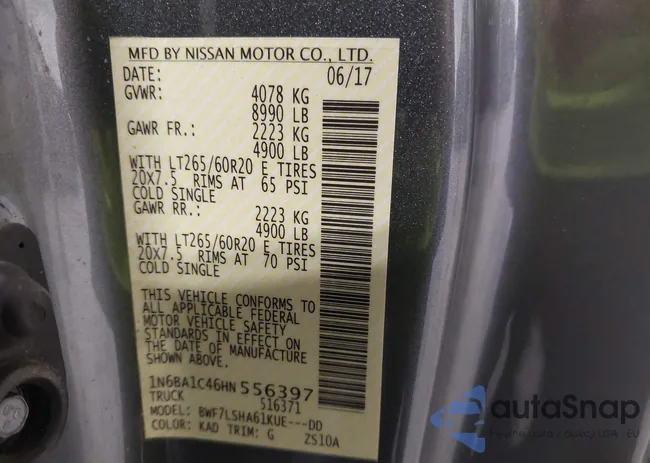 MFD BY NISSAN MOTOR CO., LTD.
DATE: 06/17
GVWR: 4078 KG
8990 LB
GAWR FR.: 2223 KG
4900 LB
WITH LT265/60R20 E TIRES
20X7.5 RIMS AT 65 PSI
COLD SINGLE
GAWR RR.: 2223 KG
4900 LB
WITH LT265/60R20 E TIRES
20X7.5 RIMS AT 70 PSI
COLD SINGLE
THIS VEHICLE CONFORMS TO
ALL APPLICABLE FEDERAL
MOTOR VEHICLE SAFETY
STANDARDS IN EFFECT ON
THE DATE OF MANUFACTURE
SHOWN ABOVE.
1N6BA1C46HN556397
TRUCK 516371
MODEL: BWF7LSHA61KUE---DD
COLOR: KAD TRIM: G ZS10A
autaSnap